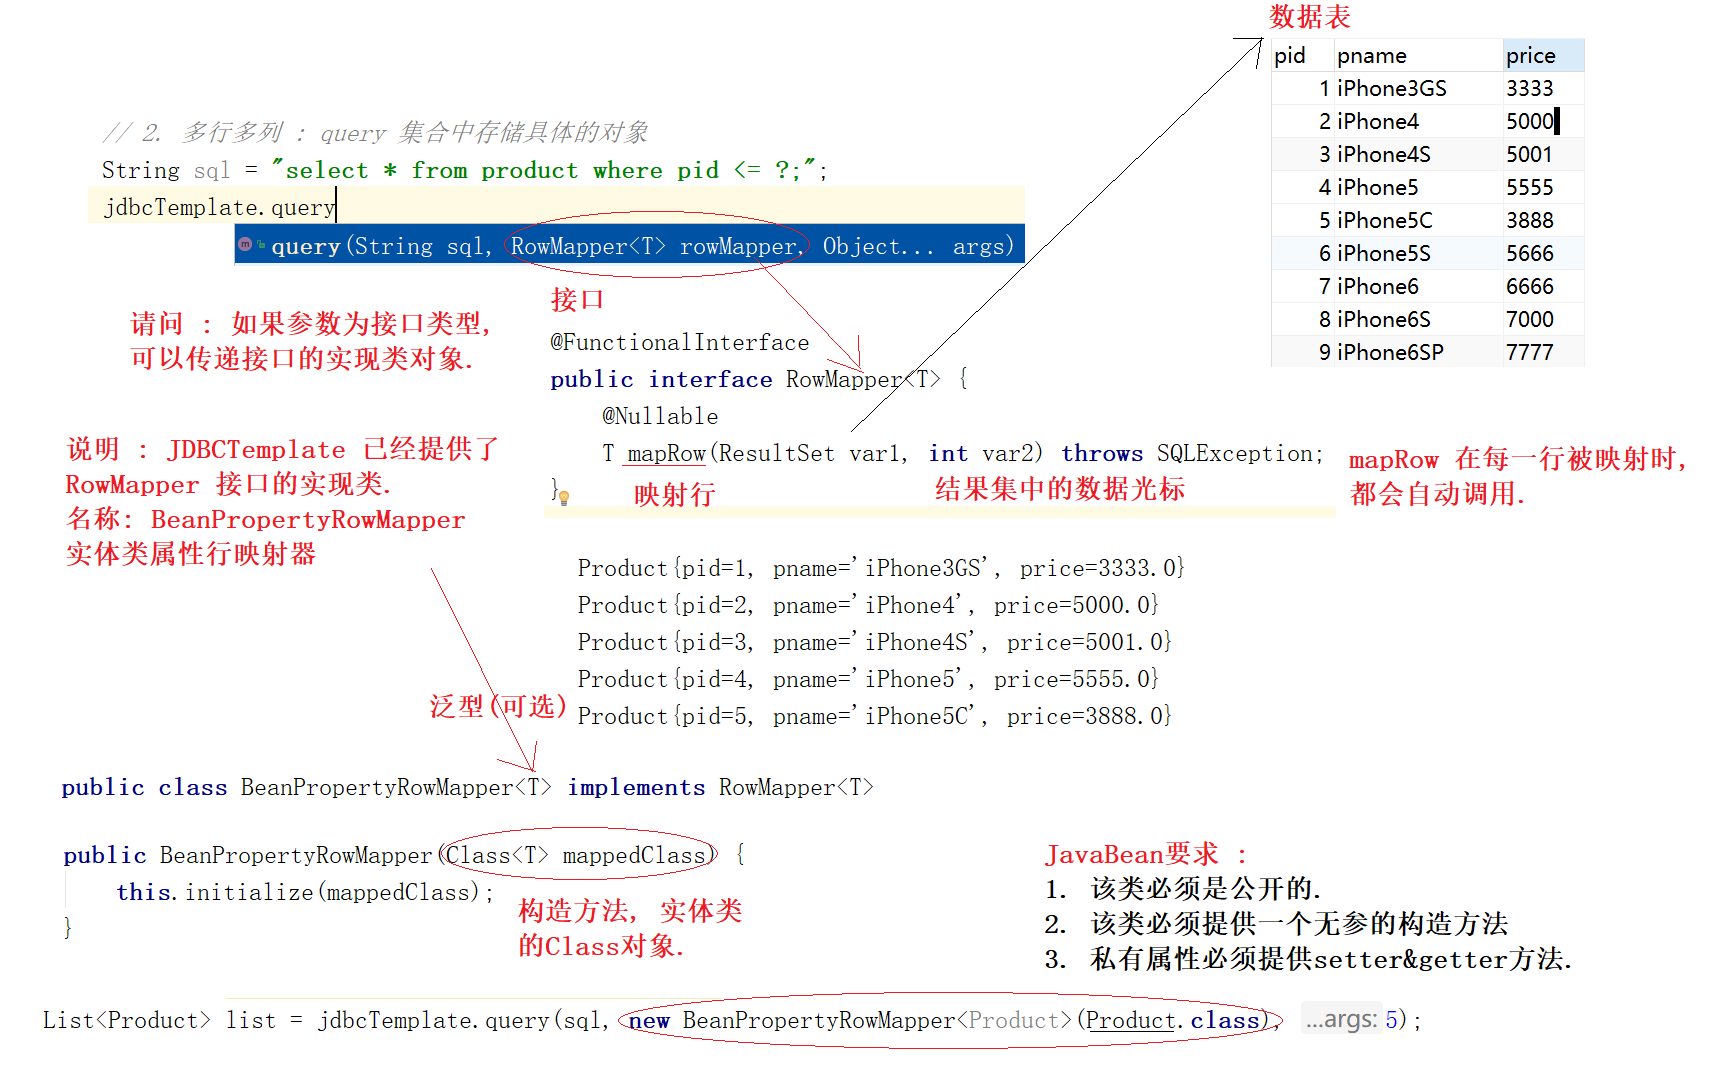 数据表
pid pname price
1 iPhone3GS 3333
2 iPhone4 5000
3 iPhone4S 5001
4 iPhone5 5555
5 iPhone5C 3888
6 iPhone5S 5666
7 iPhone6 6666
8 iPhone6S 7000
9 iPhone6SP 7777
// 2. 多行多列 : query 集合中存储具体的对象
String sql = "select * from product where pid <= ?;";
jdbcTemplate.query
m query(String sql, RowMapper<T> rowMapper, Object... args)
请问 : 如果参数为接口类型,
可以传递接口的实现类对象.
接口
@FunctionalInterface
public interface RowMapper<T> {
@Nullable
T mapRow(ResultSet var1, int var2) throws SQLException;
}
映射行
结果集中的数据光标
mapRow 在每一行被映射时,
都会自动调用.
说明 : JDBCTemplate 已经提供了
RowMapper 接口的实现类.
名称: BeanPropertyRowMapper
实体类属性行映射器
Product{pid=1, pname='iPhone3GS', price=3333.0}
Product{pid=2, pname='iPhone4', price=5000.0}
Product{pid=3, pname='iPhone4S', price=5001.0}
Product{pid=4, pname='iPhone5', price=5555.0}
Product{pid=5, pname='iPhone5C', price=3888.0}
泛型(可选)
public class BeanPropertyRowMapper<T> implements RowMapper<T>
public BeanPropertyRowMapper(Class<T> mappedClass) {
this.initialize(mappedClass);
}
构造方法, 实体类
的Class对象.
JavaBean要求 :
1. 该类必须是公开的.
2. 该类必须提供一个无参的构造方法
3. 私有属性必须提供setter&getter方法.
List<Product> list = jdbcTemplate.query(sql, new BeanPropertyRowMapper<Product>(Product.class), ...args: 5);